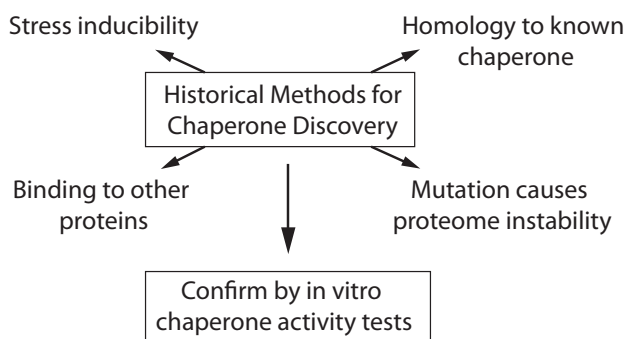 Stress inducibility
Homology to known
chaperone
Historical Methods for
Chaperone Discovery
Binding to other
proteins
Mutation causes
proteome instability
Confirm by in vitro
chaperone activity tests